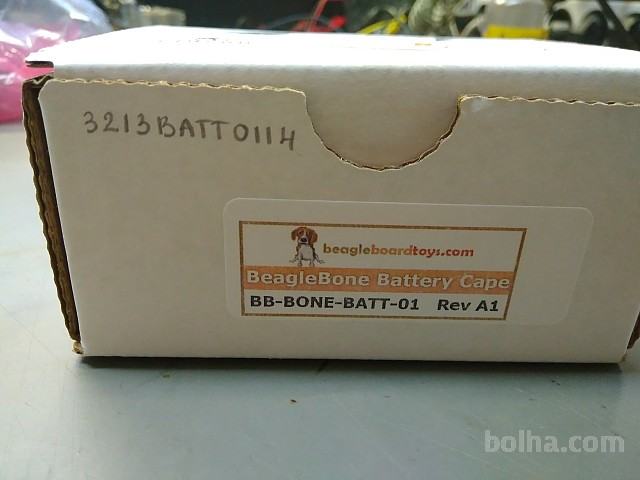 3213BATT0114
beagleboardtoys.com
BeagleBone Battery Cape
BB-BONE-BATT-01 Rev A1
bolha.com